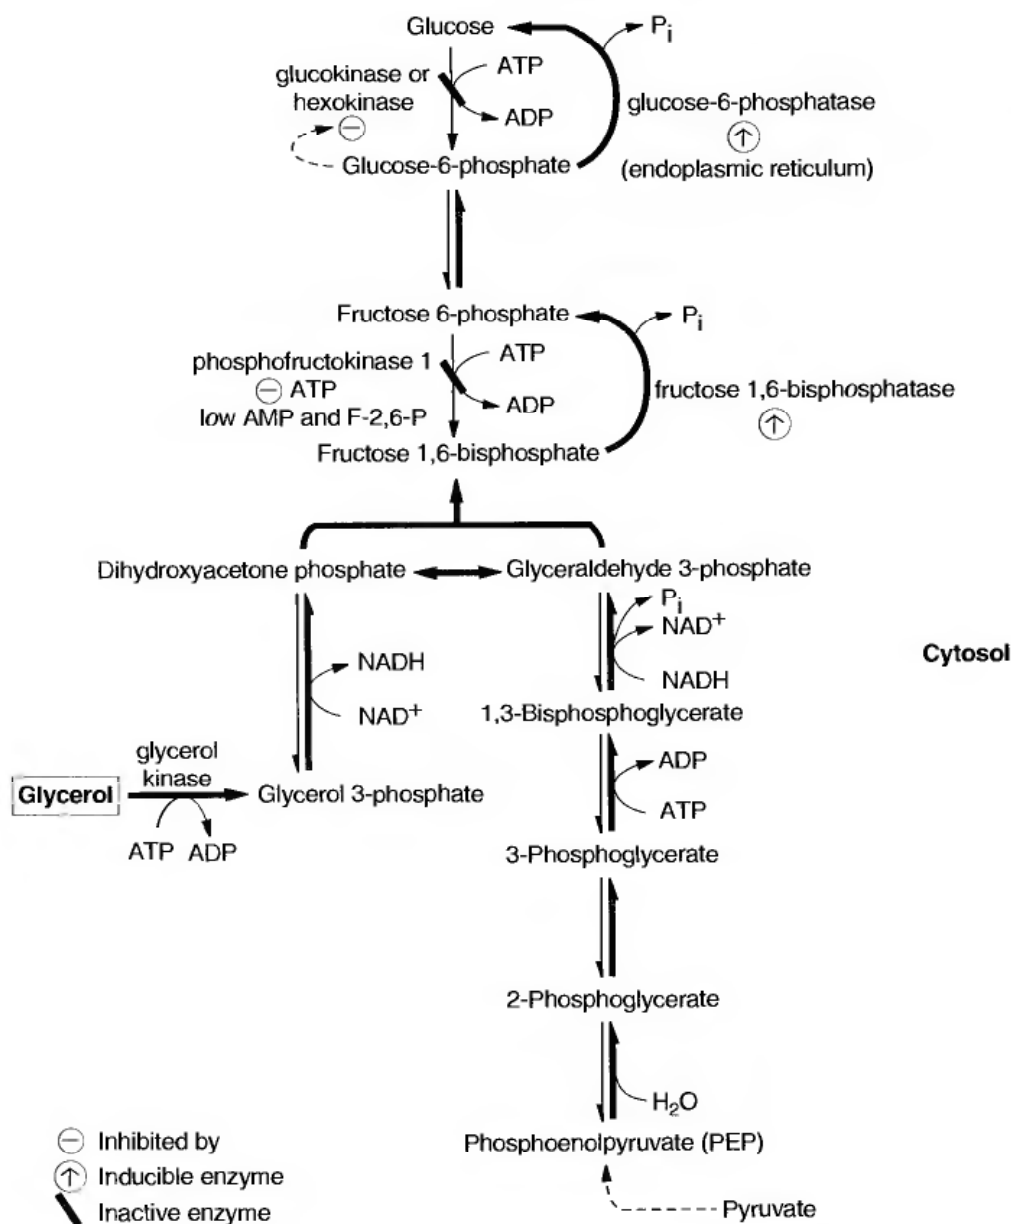 Glucose
Pi
ATP
glucokinase or
hexokinase
ADP
glucose-6-phosphatase
(endoplasmic reticulum)
Glucose-6-phosphate
Fructose 6-phosphate
Pi
ATP
phosphofructokinase 1
ATP
low AMP and F-2,6-P
ADP
fructose 1,6-bisphosphatase
Fructose 1,6-bisphosphate
Dihydroxyacetone phosphate
Glyceraldehyde 3-phosphate
Pi
NAD+
NADH
Cytosol
NADH
NAD+
1,3-Bisphosphoglycerate
glycerol
kinase
Glycerol
Glycerol 3-phosphate
ATP ADP
ADP
ATP
3-Phosphoglycerate
2-Phosphoglycerate
H2O
Phosphoenolpyruvate (PEP)
Pyruvate
Inhibited by
Inducible enzyme
Inactive enzyme